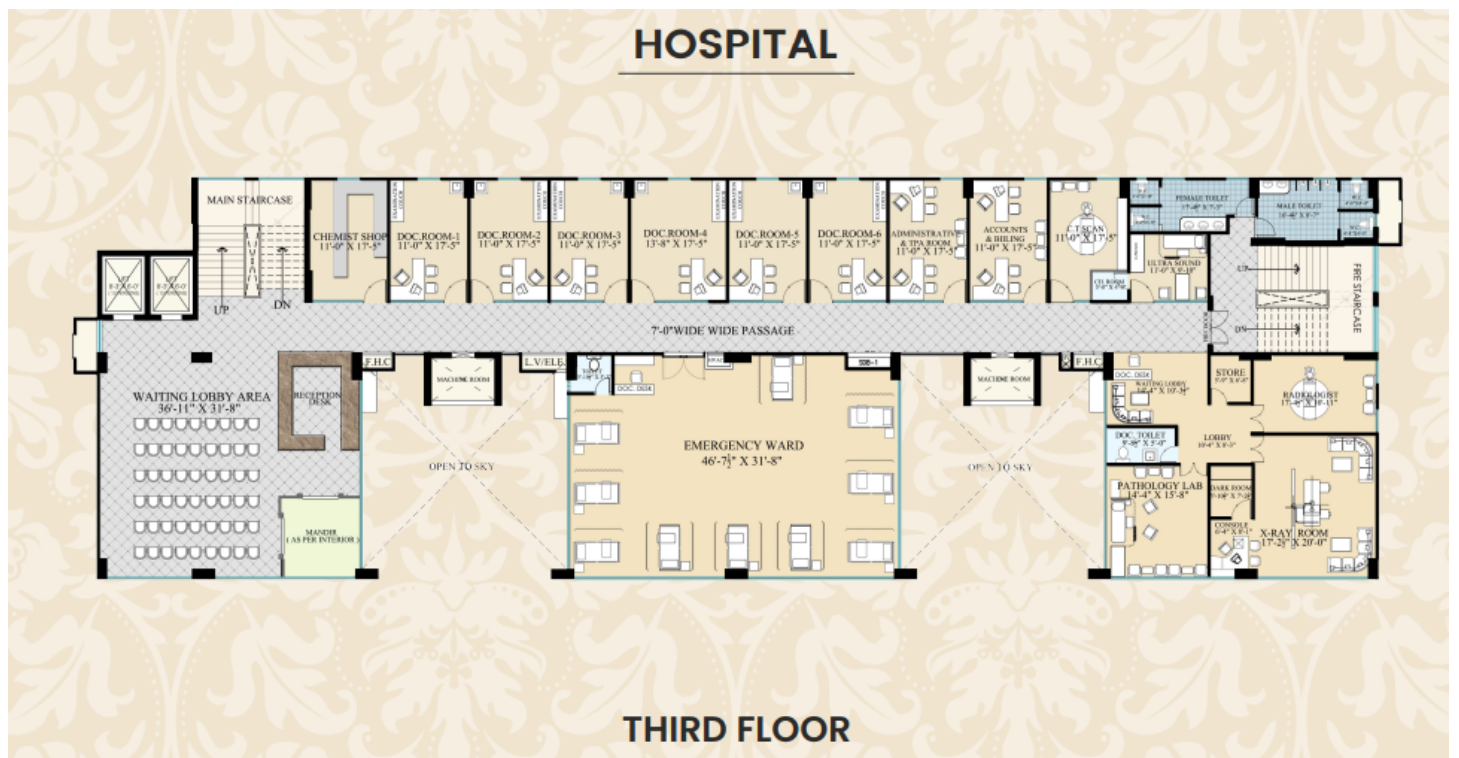 HOSPITAL
MAIN STAIRCASE
UP
DN
CHEMIST SHOP
11'-0" X 17'-5"
DOC.ROOM-1
11'-0" X 17'-5"
DOC.ROOM-2
11'-0" X 17'-5"
DOC.ROOM-3
11'-0" X 17'-5"
DOC.ROOM-4
13'-8" X 17'-5"
DOC.ROOM-5
11'-0" X 17'-5"
DOC.ROOM-6
11'-0" X 17'-5"
ADMINISTRATIVE
& TPA ROOM
11'-0" X 17'-5"
ACCOUNTS
& BILLING
11'-0" X 17'-5"
C.T.SCAN
11'-0" X 17'-5"
ULTRA SOUND
11'-0" X 9'-10"
FEMALE TOILET
MALE TOILET
UP
DN
FIRE STAIRCASE
7'-0"WIDE WIDE PASSAGE
WAITING LOBBY AREA
36'-11" X 31'-8"
RECEPTION
DESK
MANDIR
( AS PER INTERIOR )
F.H.C
MACHINE ROOM
L.V/ELE.
OPEN TO SKY
DOC. DESK
EMERGENCY WARD
46'-7½" X 31'-8"
MACHINE ROOM
F.H.C
OPEN TO SKY
DOC. DESK
WAITING LOBBY
STORE
RADIOLOGIST
DOC. TOILET
LOBBY
PATHOLOGY LAB
14'-4" X 15'-8"
DARK ROOM
CONSOLE
X-RAY ROOM
17'-2½" X 20'-0"
THIRD FLOOR